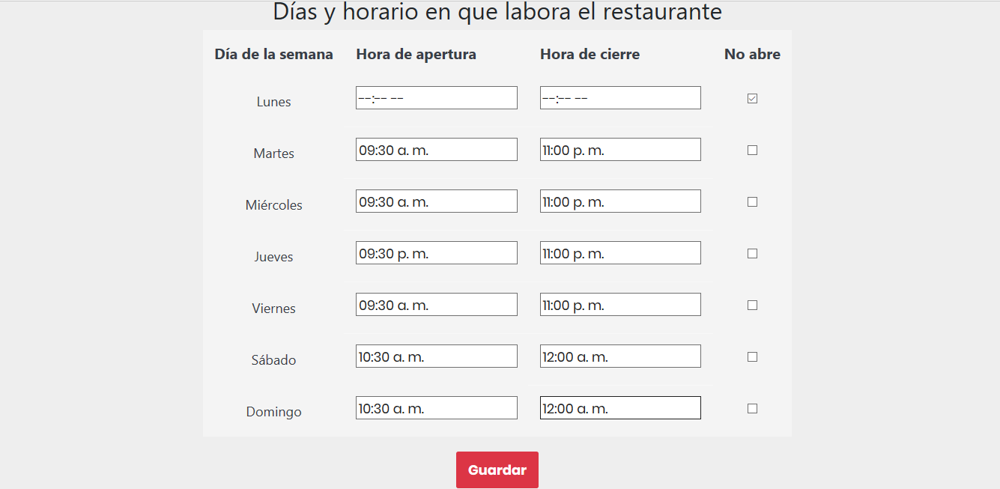 Días y horario en que labora el restaurante
Día de la semana Hora de apertura Hora de cierre No abre
Lunes --:-- -- --:-- --
Martes 09:30 a. m. 11:00 p. m.
Miércoles 09:30 a. m. 11:00 p. m.
Jueves 09:30 p. m. 11:00 p. m.
Viernes 09:30 a. m. 11:00 p. m.
Sábado 10:30 a. m. 12:00 a. m.
Domingo 10:30 a. m. 12:00 a. m.
Guardar